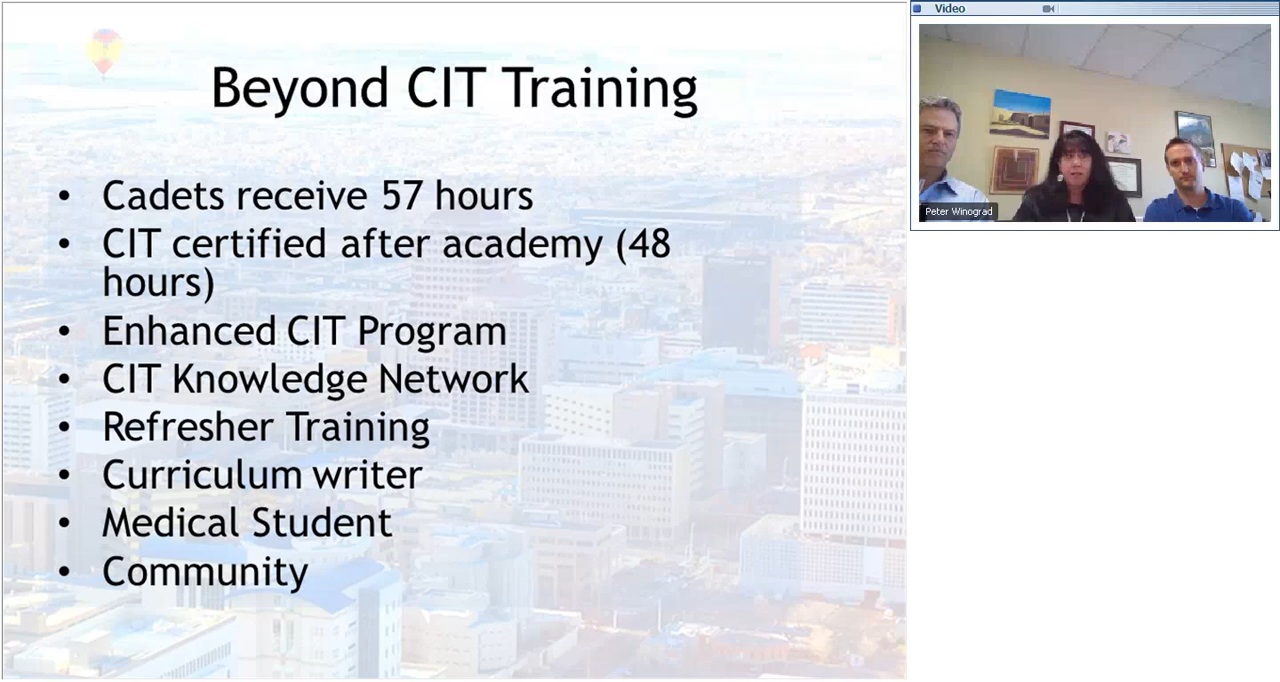 Beyond CIT Training
• Cadets receive 57 hours
• CIT certified after academy (48
hours)
• Enhanced CIT Program
• CIT Knowledge Network
• Refresher Training
• Curriculum writer
• Medical Student
• Community
Video
Peter Winograd